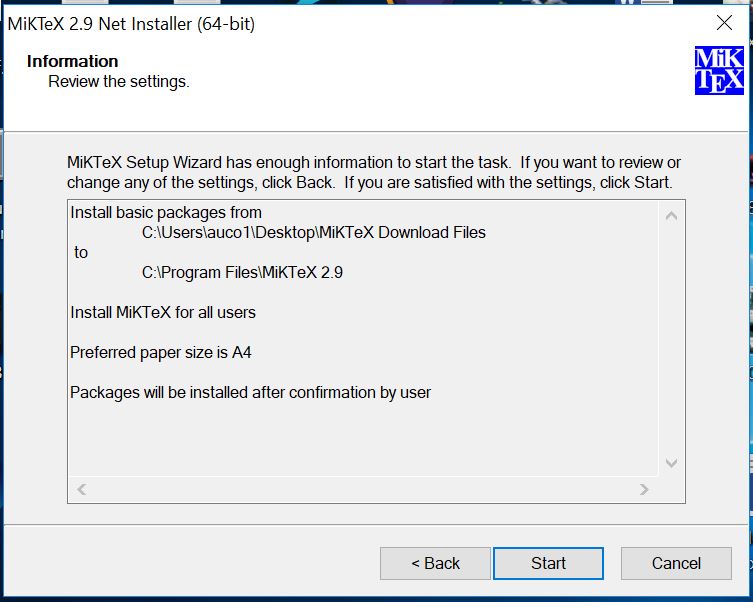 MiKTeX 2.9 Net Installer (64-bit)
Information
Review the settings.
MiK
TEX
MiKTeX Setup Wizard has enough information to start the task. If you want to review or
change any of the settings, click Back. If you are satisfied with the settings, click Start.
Install basic packages from
C:\Users\auco1\Desktop\MiKTeX Download Files
to
C:\Program Files\MiKTeX 2.9
Install MiKTeX for all users
Preferred paper size is A4
Packages will be installed after confirmation by user
< Back
Start
Cancel